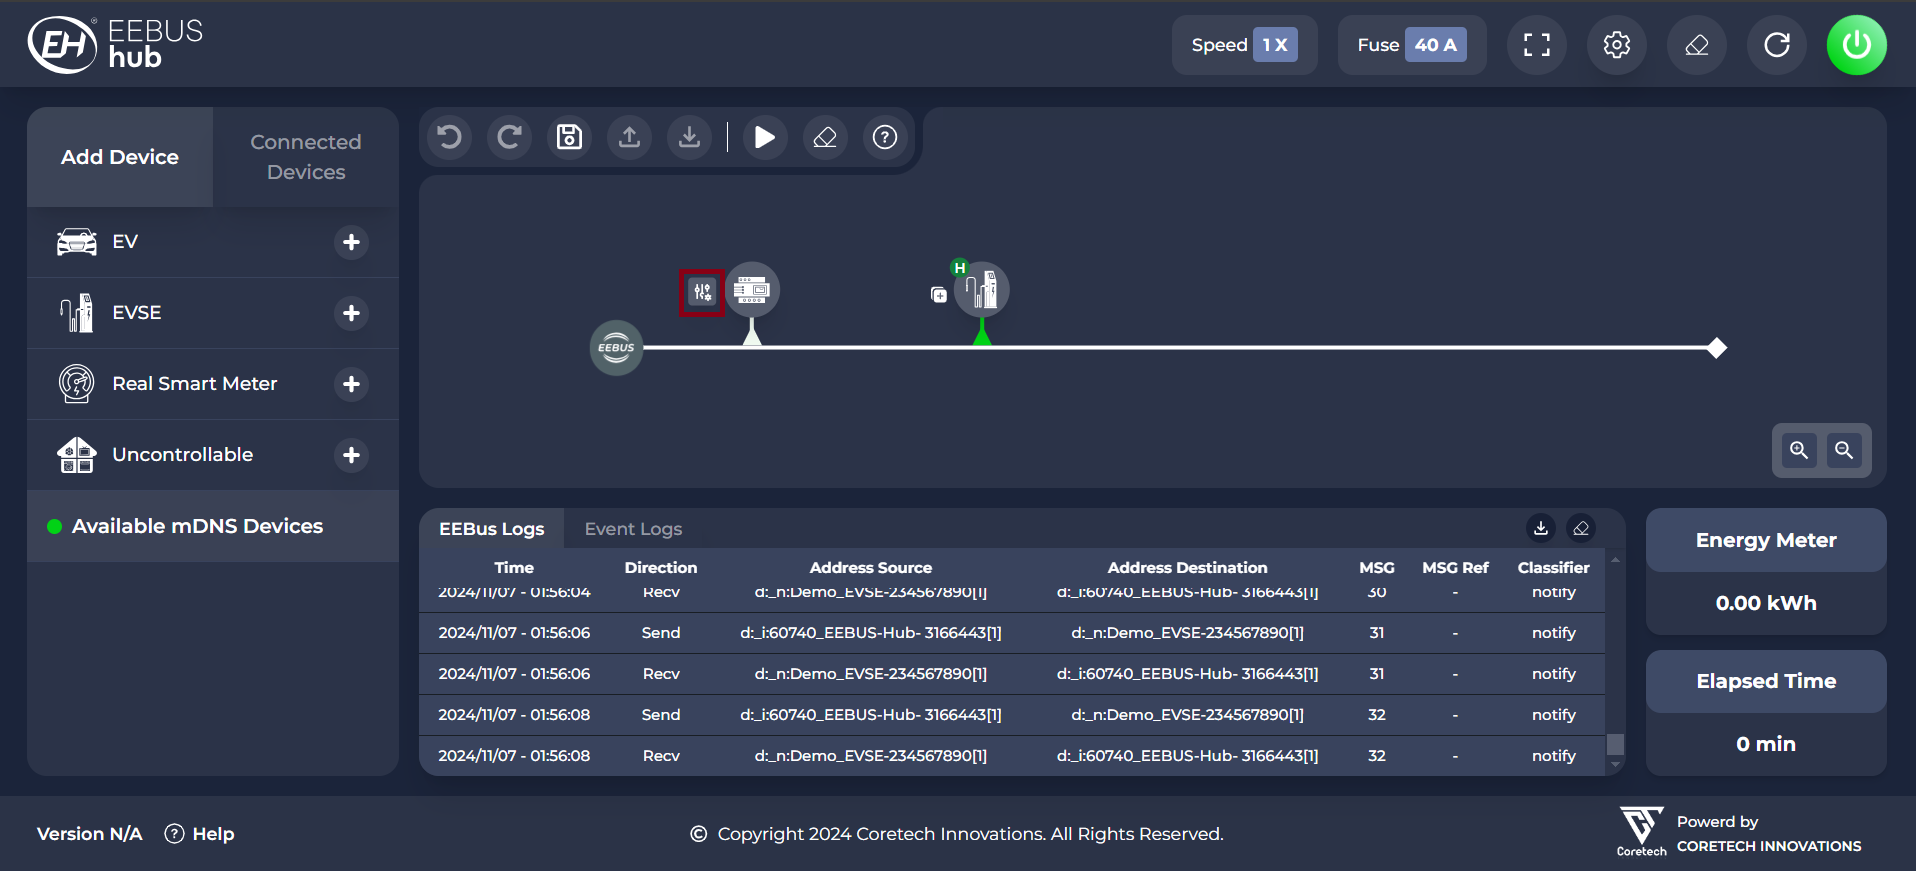 EH ® EEBUS
hub
Speed 1 X
Fuse 40 A
Add Device
Connected
Devices
EV
EVSE
Real Smart Meter
Uncontrollable
Available mDNS Devices
H
EEBUS
EEBus Logs
Event Logs
Time Direction Address Source Address Destination MSG MSG Ref Classifier
2024/11/07 - 01:56:04 Recv d:_n:Demo_EVSE-234567890[1] d:_i:60740_EEBUS-Hub- 3166443[1] 30 - notify
2024/11/07 - 01:56:06 Send d:_i:60740_EEBUS-Hub- 3166443[1] d:_n:Demo_EVSE-234567890[1] 31 - notify
2024/11/07 - 01:56:06 Recv d:_n:Demo_EVSE-234567890[1] d:_i:60740_EEBUS-Hub- 3166443[1] 31 - notify
2024/11/07 - 01:56:08 Send d:_i:60740_EEBUS-Hub- 3166443[1] d:_n:Demo_EVSE-234567890[1] 32 - notify
2024/11/07 - 01:56:08 Recv d:_n:Demo_EVSE-234567890[1] d:_i:60740_EEBUS-Hub- 3166443[1] 32 - notify
Energy Meter
0.00 kWh
Elapsed Time
0 min
Version N/A
? Help
© Copyright 2024 Coretech Innovations. All Rights Reserved.
Coretech
Powerd by
CORETECH INNOVATIONS